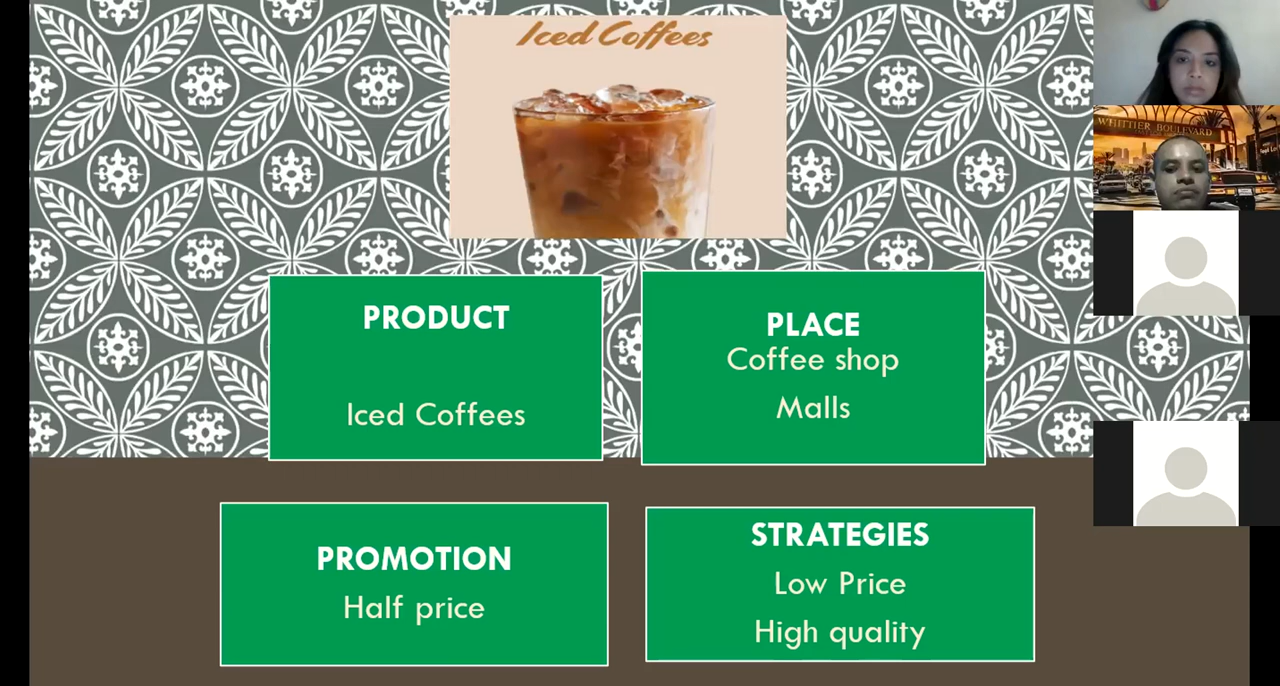 Iced Coffees
WHITTIER BOULEVARD
PRODUCT
Iced Coffees
PLACE
Coffee shop
Malls
PROMOTION
Half price
STRATEGIES
Low Price
High quality